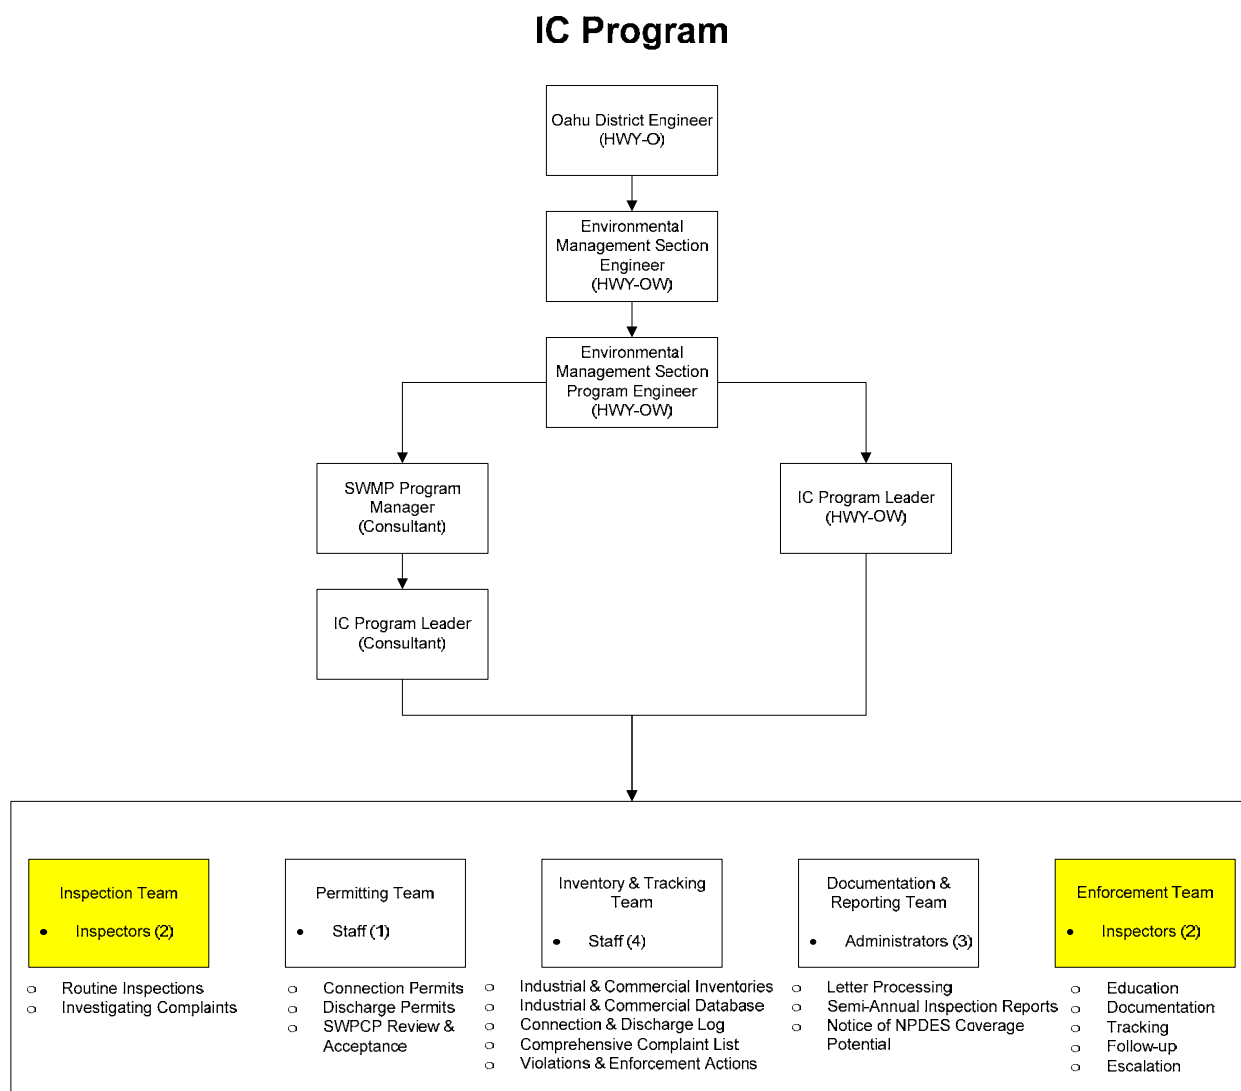 IC Program
Oahu District Engineer
(HWY-O)
Environmental
Management Section
Engineer
(HWY-OW)
Environmental
Management Section
Program Engineer
(HWY-OW)
SWMP Program
Manager
(Consultant)
IC Program Leader
(HWY-OW)
IC Program Leader
(Consultant)
Inspection Team
• Inspectors (2)
o Routine Inspections
o Investigating Complaints
Permitting Team
• Staff (1)
o Connection Permits
o Discharge Permits
o SWPCP Review &
Acceptance
Inventory & Tracking
Team
• Staff (4)
o Industrial & Commercial Inventories
o Industrial & Commercial Database
o Connection & Discharge Log
o Comprehensive Complaint List
o Violations & Enforcement Actions
Documentation &
Reporting Team
• Administrators (3)
o Letter Processing
o Semi-Annual Inspection Reports
o Notice of NPDES Coverage
Potential
Enforcement Team
• Inspectors (2)
o Education
o Documentation
o Tracking
o Follow-up
o Escalation